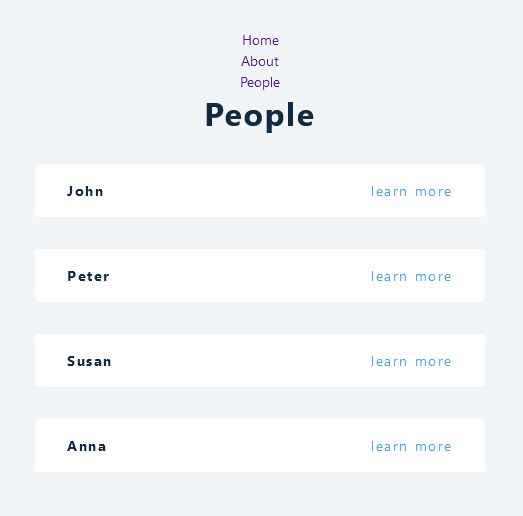 Home
About
People
People
John learn more
Peter learn more
Susan learn more
Anna learn more